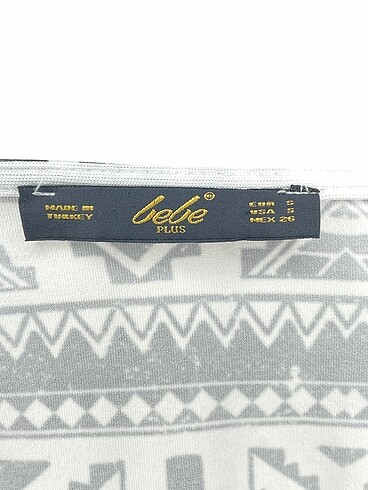 MADE IN
TURKEY
bebe®
PLUS
EUR S
USA S
MEX 26